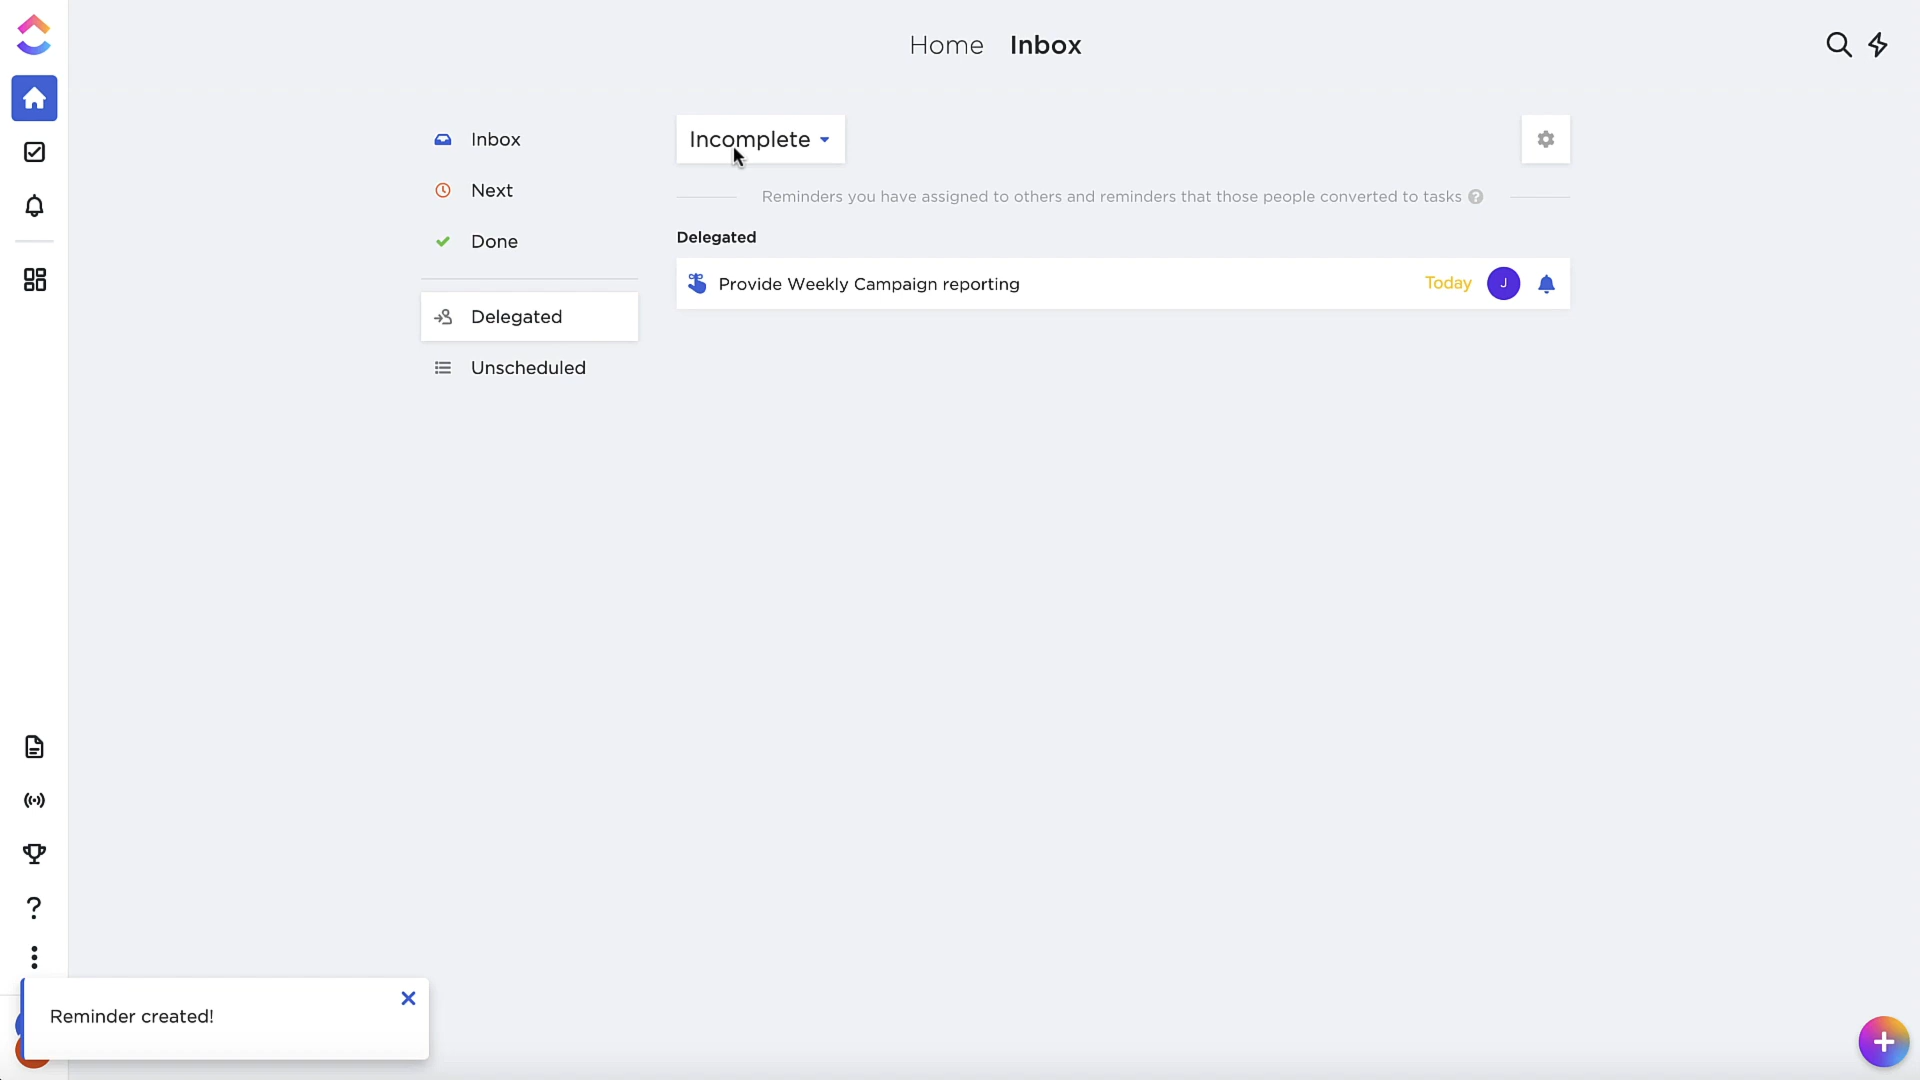 Home Inbox
Inbox
Next
Done
Delegated
Unscheduled
Incomplete
Reminders you have assigned to others and reminders that those people converted to tasks ?
Delegated
Provide Weekly Campaign reporting Today J
Reminder created!